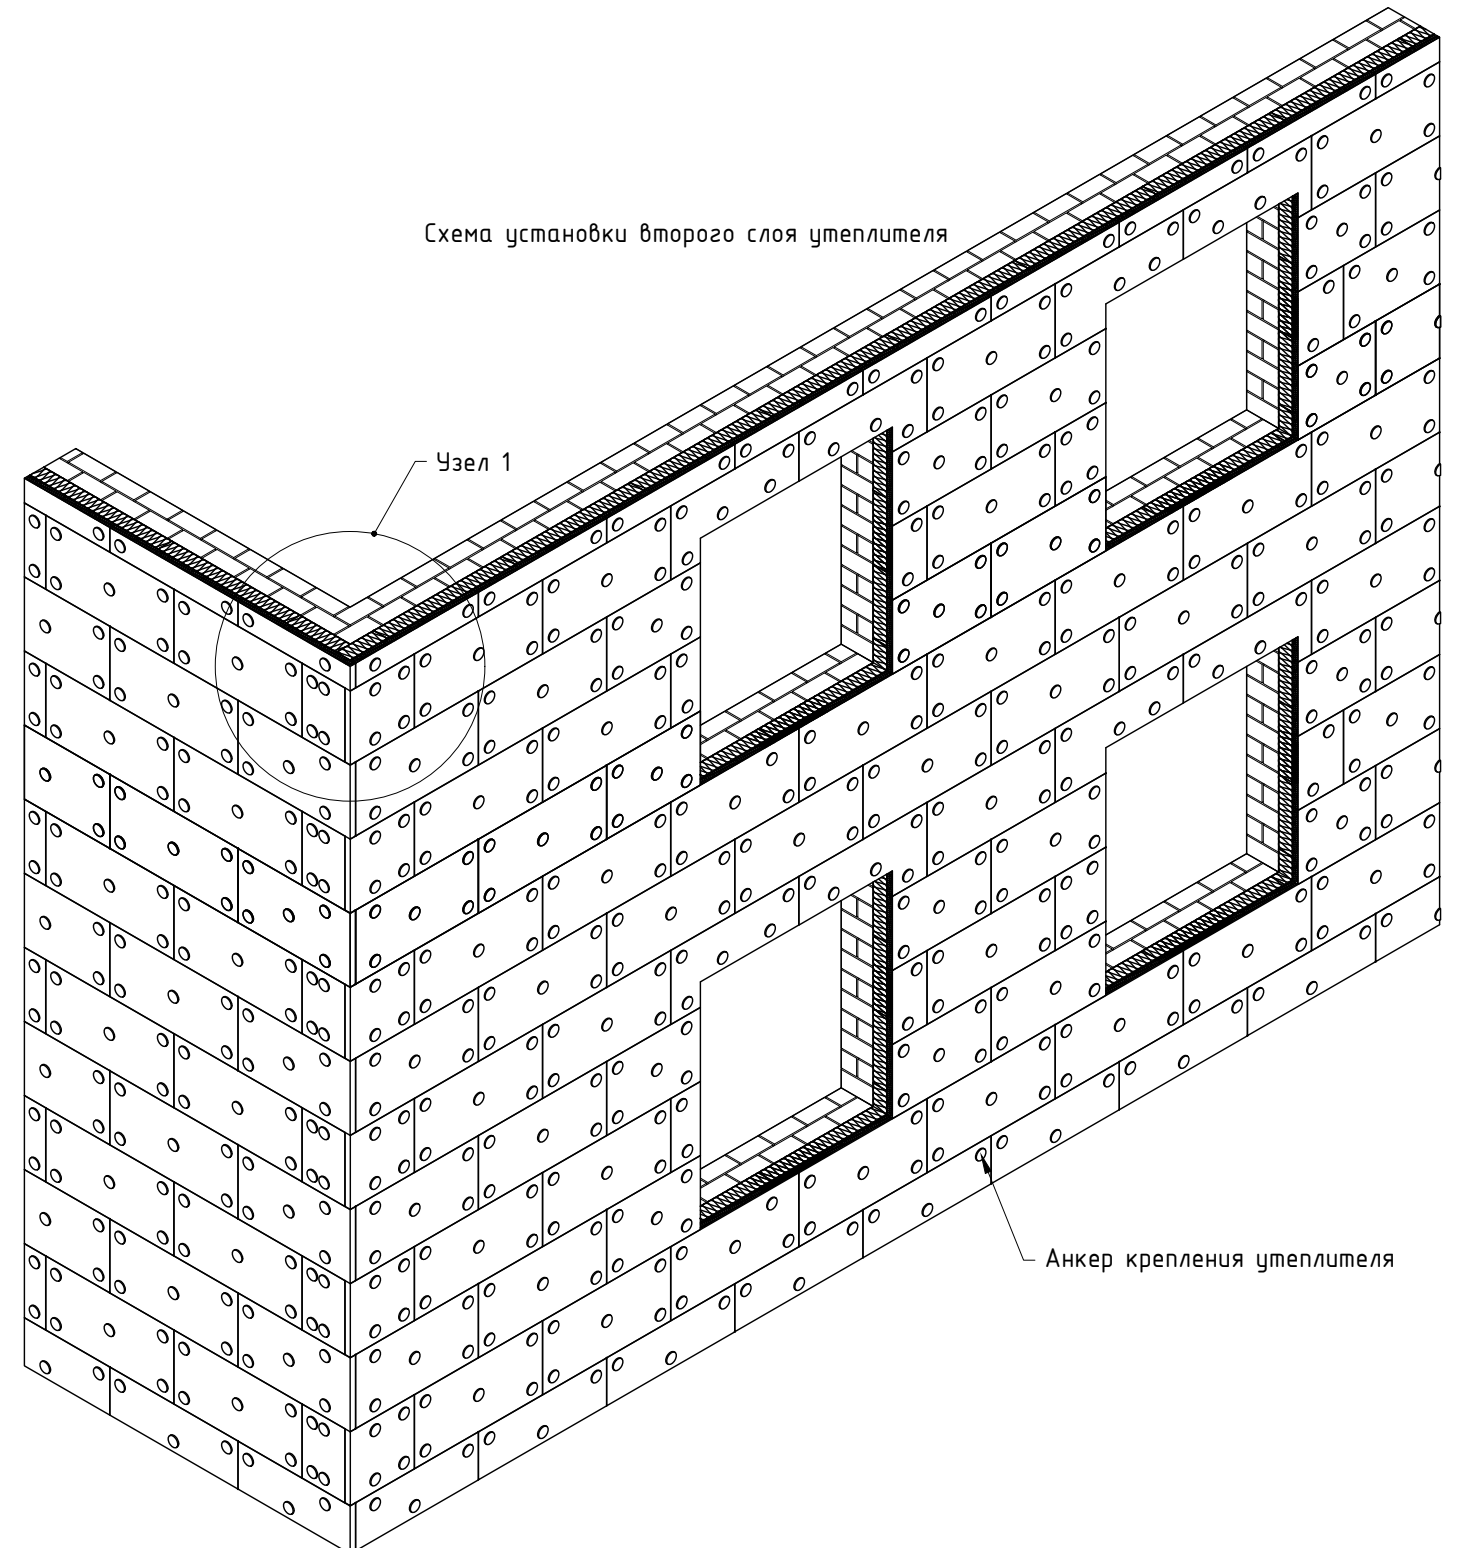 Схема установки второго слоя утеплителя
Узел 1
Анкер крепления утеплителя